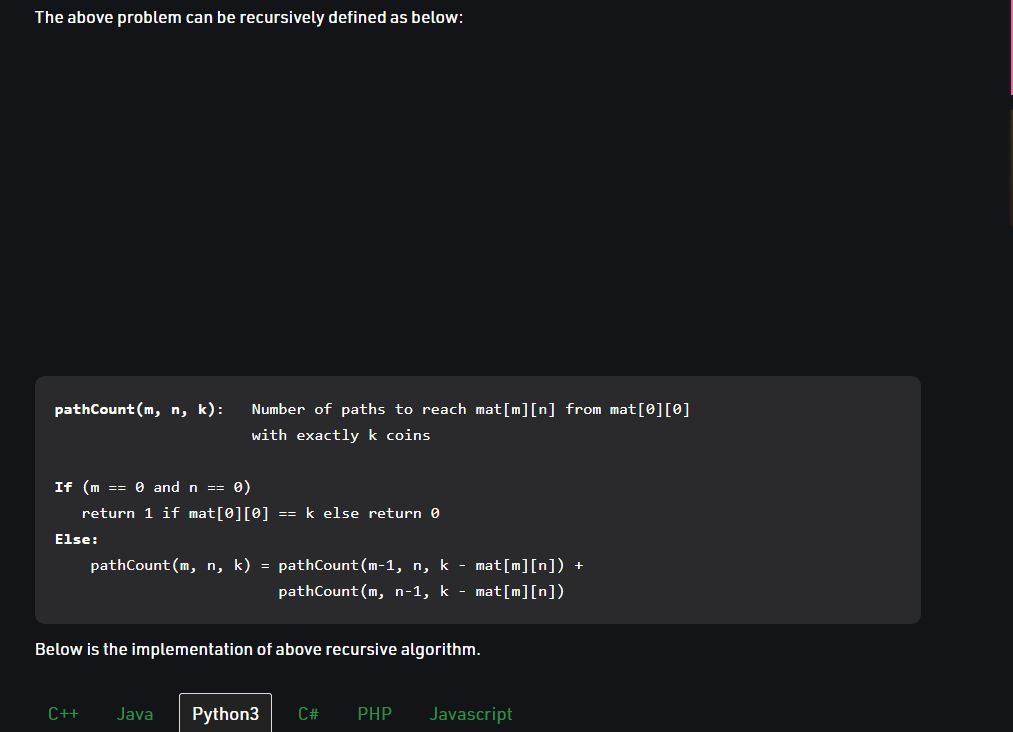 The above problem can be recursively defined as below:
pathCount(m, n, k):   Number of paths to reach mat[m][n] from mat[0][0]
                      with exactly k coins
If (m == 0 and n == 0)
   return 1 if mat[0][0] == k else return 0
Else:
    pathCount(m, n, k) = pathCount(m-1, n, k - mat[m][n]) +
                         pathCount(m, n-1, k - mat[m][n])
Below is the implementation of above recursive algorithm.
C++ Java Python3 C# PHP Javascript